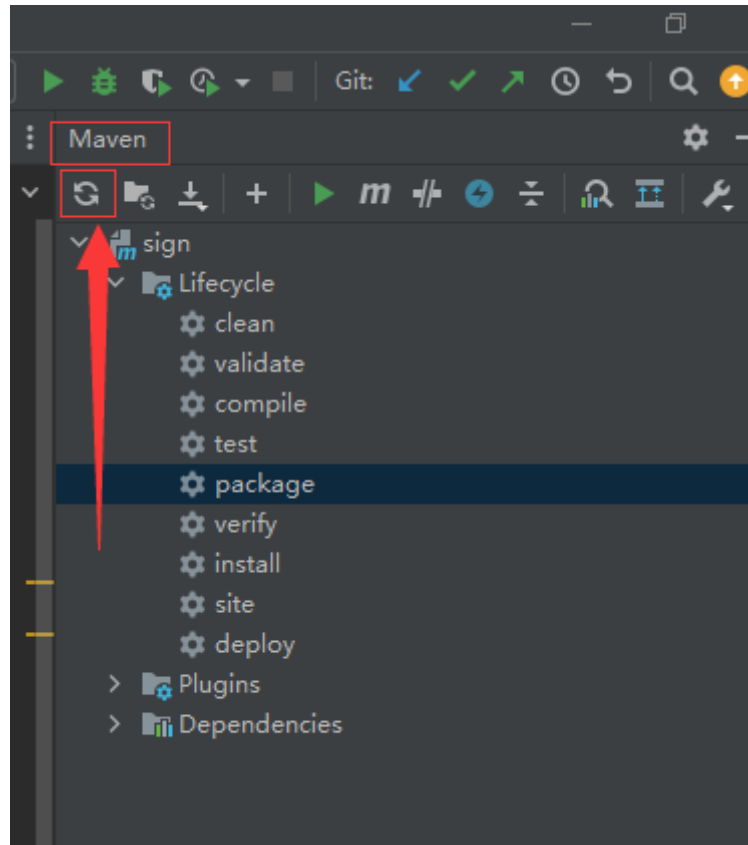 Git:
Maven
m
m sign
Lifecycle
clean
validate
compile
test
package
verify
install
site
deploy
Plugins
Dependencies